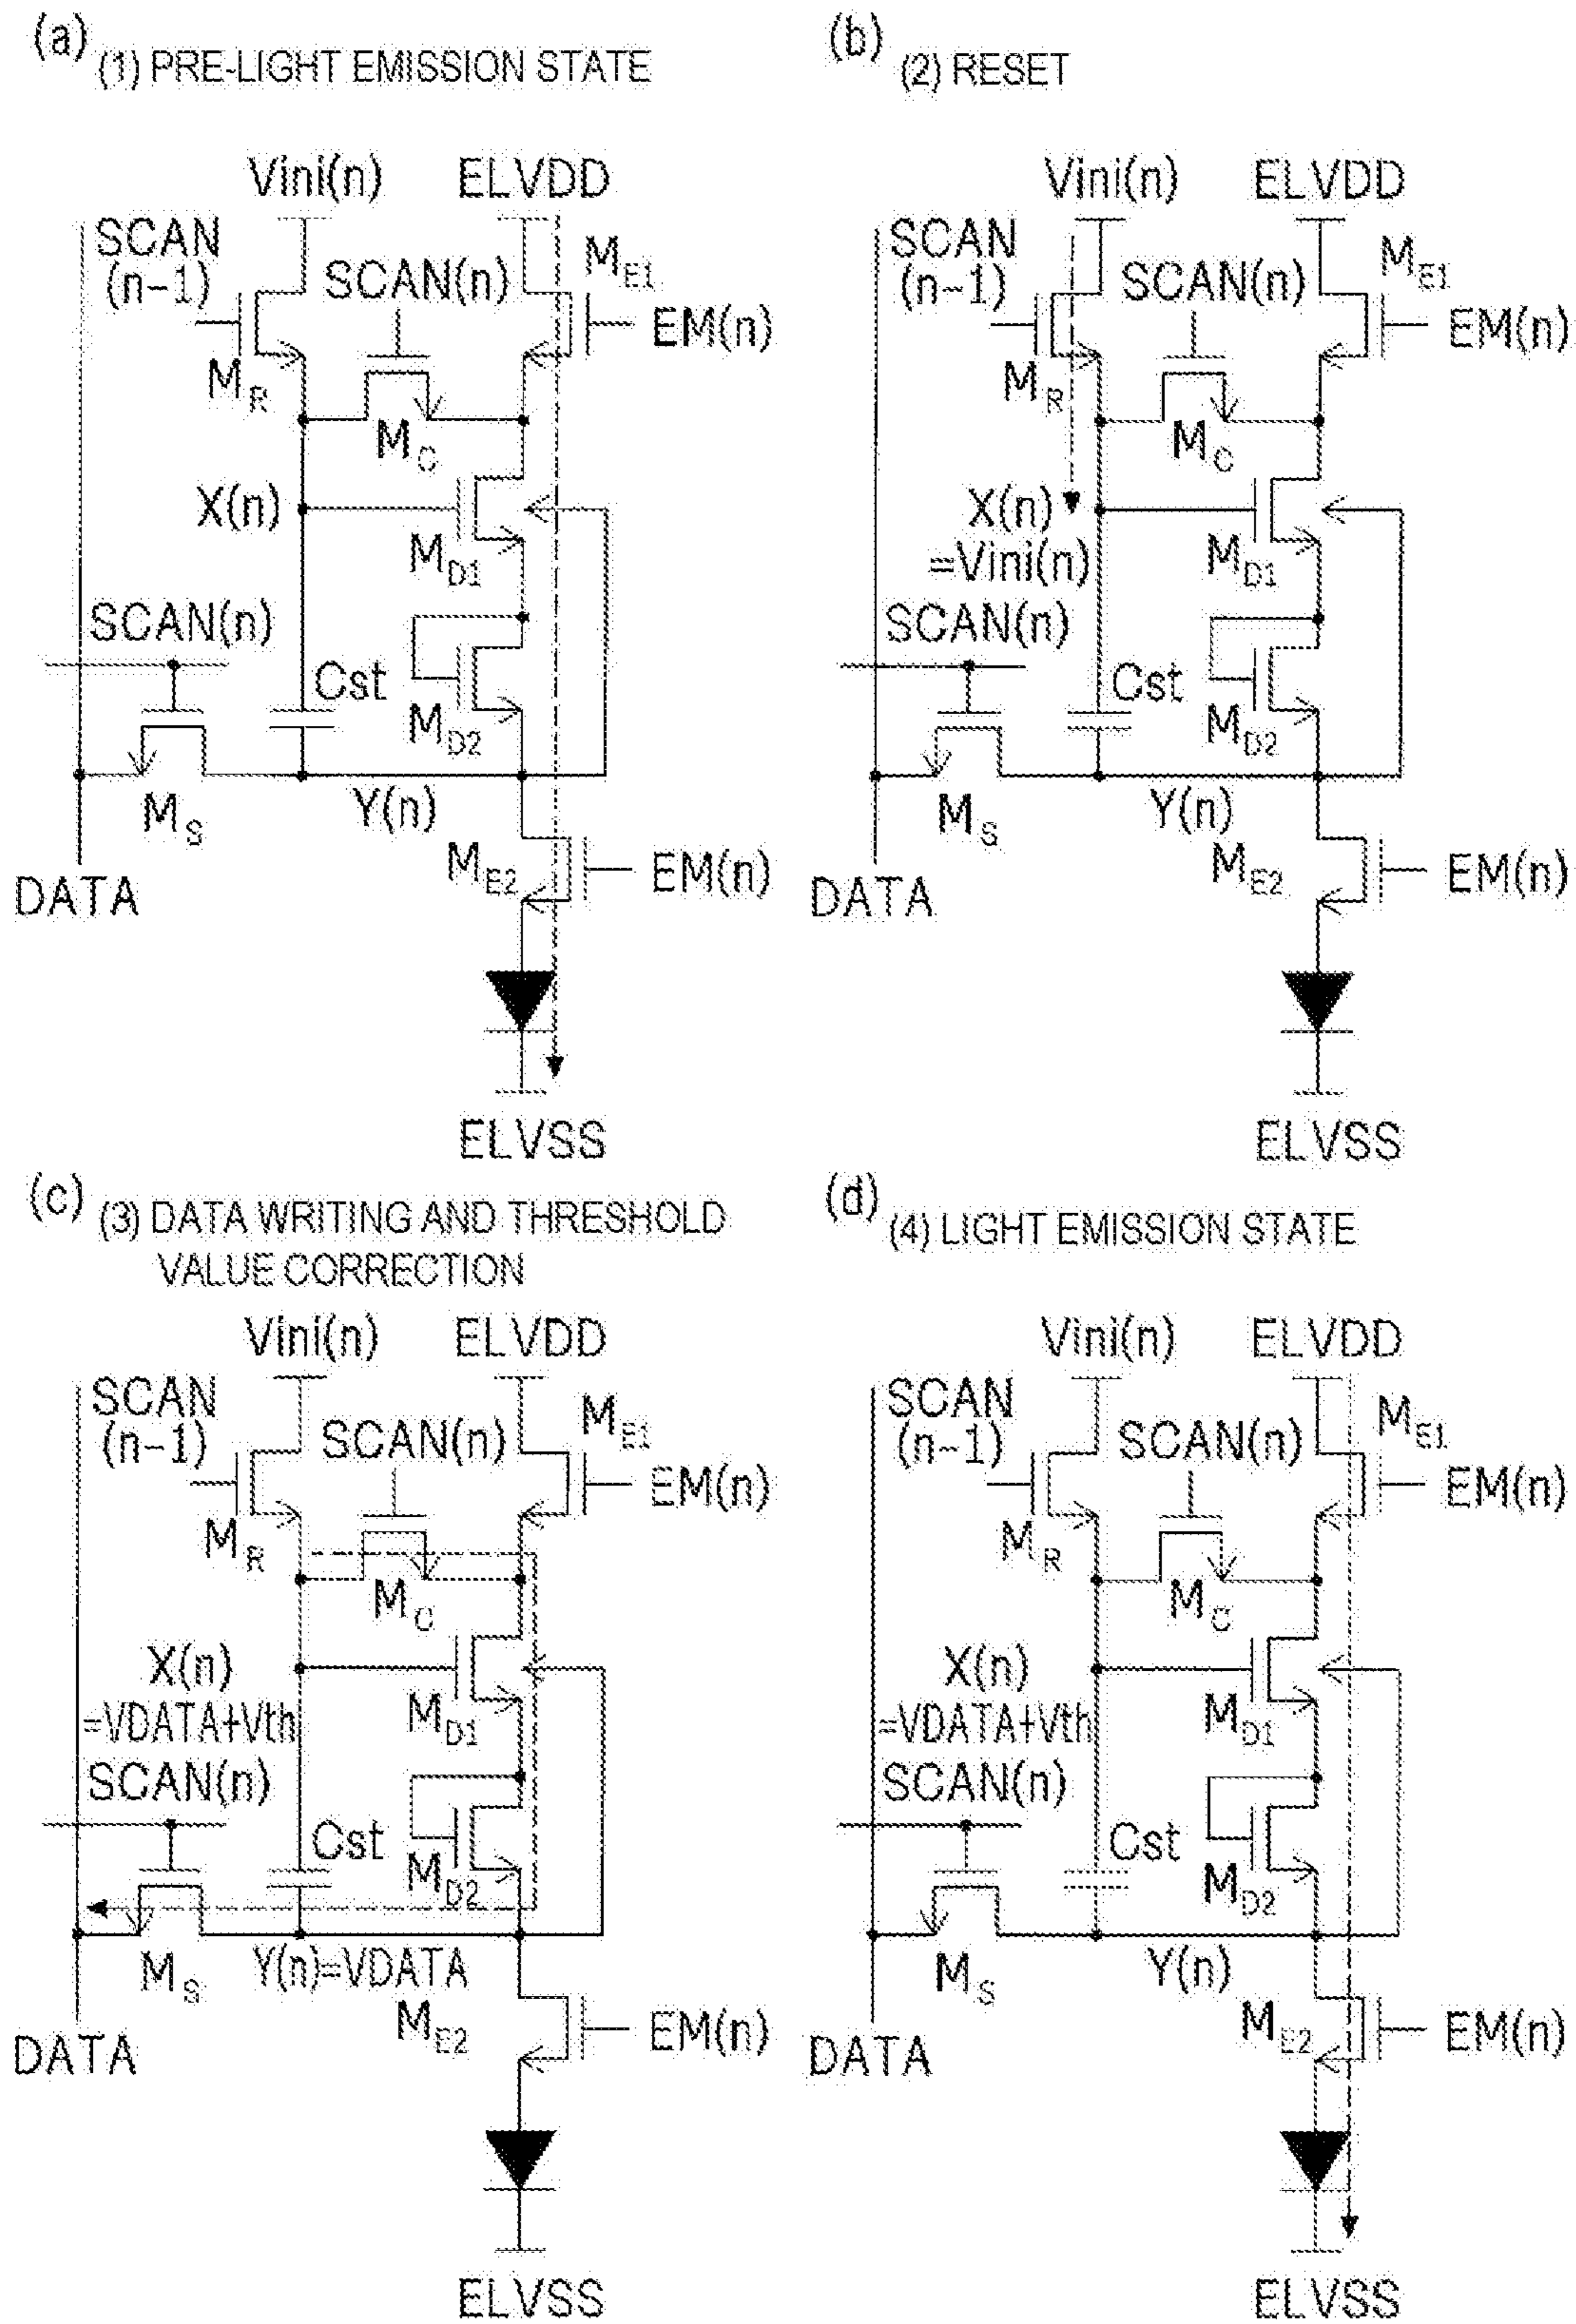 (a) (1) PRE-LIGHT EMISSION STATE
Vini(n) ELVDD
SCAN
(n-1)
SCAN(n)
ME1
EM(n)
MR
MC
X(n)
MD1
SCAN(n)
Cst
MD2
MS
Y(n)
ME2
EM(n)
DATA
ELVSS
(b) (2) RESET
Vini(n) ELVDD
SCAN
(n-1)
SCAN(n)
ME1
EM(n)
MR
MC
X(n)
=Vini(n)
MD1
SCAN(n)
Cst
MD2
MS
Y(n)
ME2
EM(n)
DATA
ELVSS
(c) (3) DATA WRITING AND THRESHOLD
VALUE CORRECTION
Vini(n) ELVDD
SCAN
(n-1)
SCAN(n)
ME1
EM(n)
MR
MC
X(n)
=VDATA+Vth
MD1
SCAN(n)
Cst
MD2
MS
Y(n)=VDATA
ME2
EM(n)
DATA
ELVSS
(d) (4) LIGHT EMISSION STATE
Vini(n) ELVDD
SCAN
(n-1)
SCAN(n)
ME1
EM(n)
MR
MC
X(n)
=VDATA+Vth
MD1
SCAN(n)
Cst
MD2
MS
Y(n)
ME2
EM(n)
DATA
ELVSS